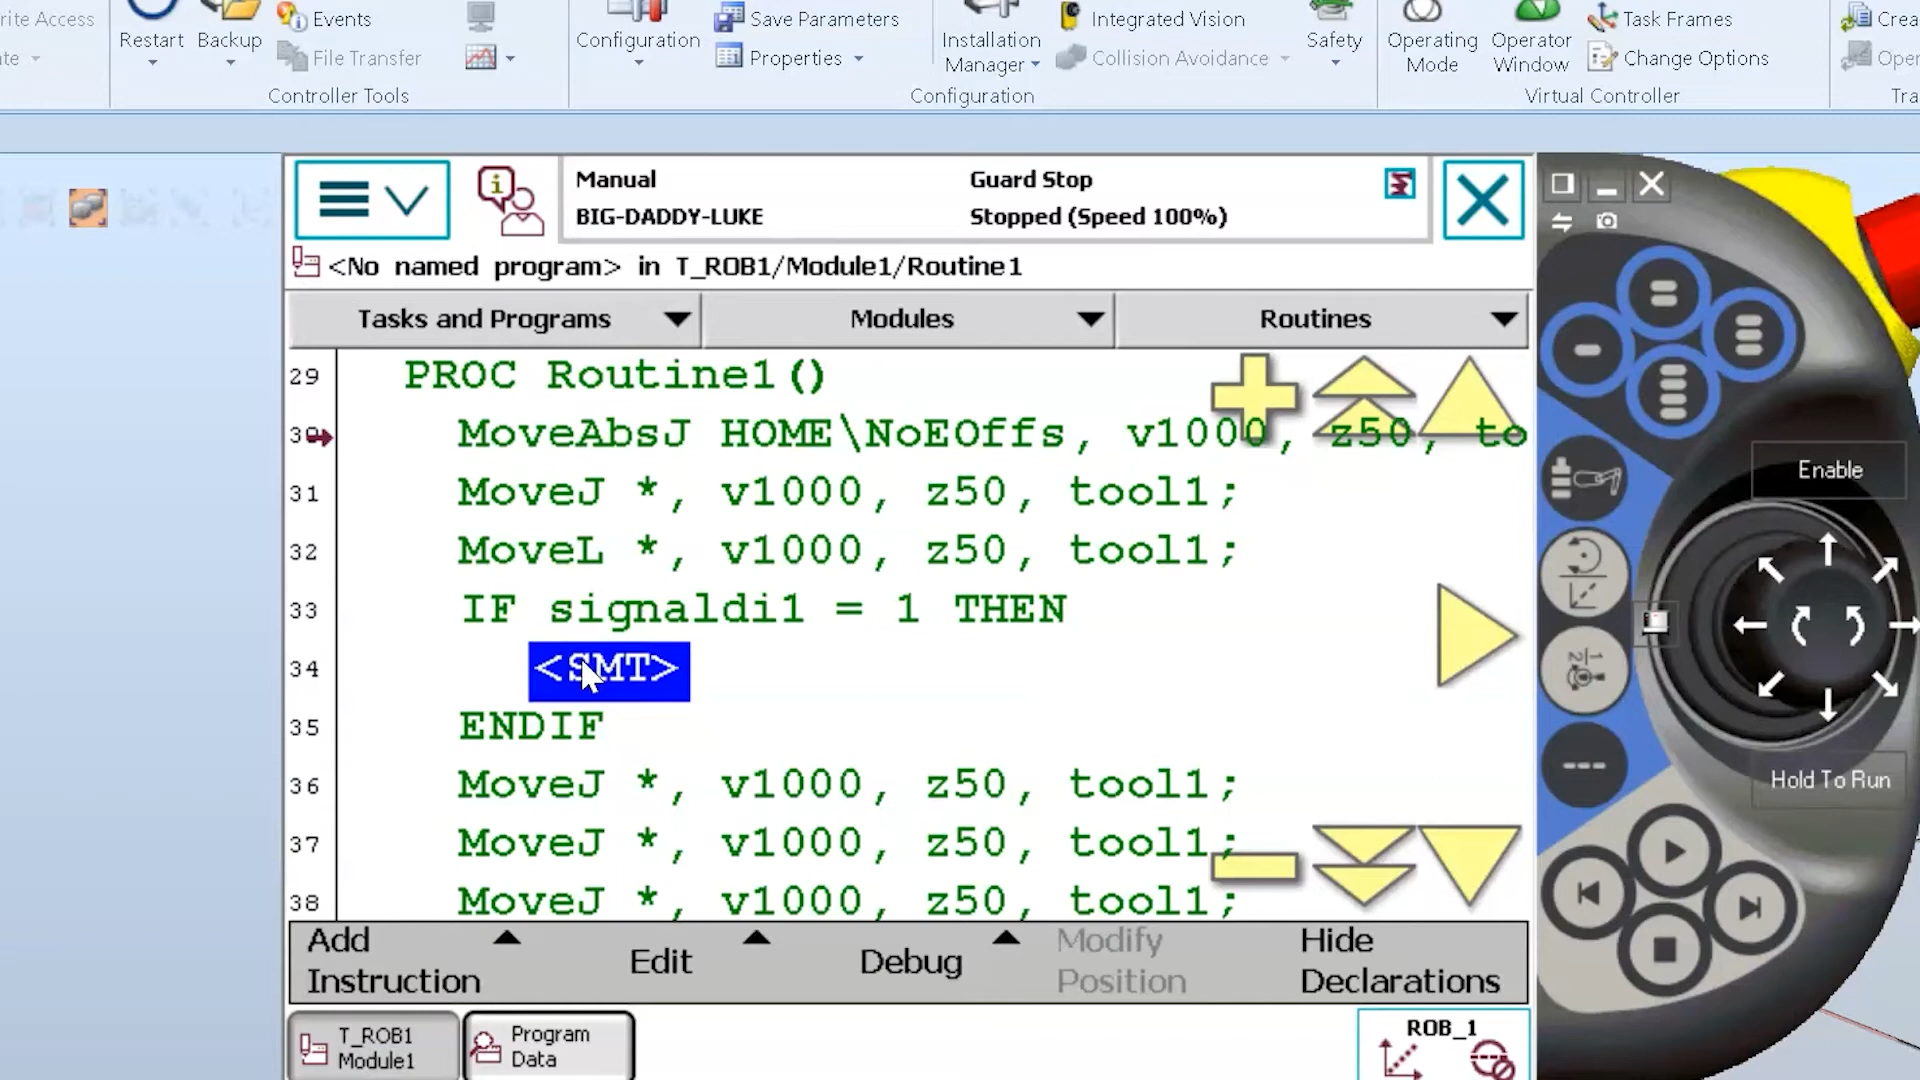 rite Access
Restart
Backup
Events
File Transfer
Controller Tools
Configuration
Save Parameters
Properties
Installation Manager
Integrated Vision
Collision Avoidance
Safety
Configuration
Operating Mode
Operator Window
Task Frames
Change Options
Virtual Controller
Crea
Oper
Tra
Manual
BIG-DADDY-LUKE
Guard Stop
Stopped (Speed 100%)
<No named program> in T_ROB1/Module1/Routine1
Tasks and Programs
Modules
Routines
29 PROC Routine1()
30 MoveAbsJ HOME\NoEOffs, v1000, z50, to
31 MoveJ *, v1000, z50, tool1;
32 MoveL *, v1000, z50, tool1;
33 IF signaldi1 = 1 THEN
34 <SMT>
35 ENDIF
36 MoveJ *, v1000, z50, tool1;
37 MoveJ *, v1000, z50, tool1;
38 MoveJ *, v1000, z50, tool1;
Add Instruction
Edit
Debug
Modify Position
Hide Declarations
T_ROB1
Module1
Program Data
ROB_1
Enable
Hold To Run